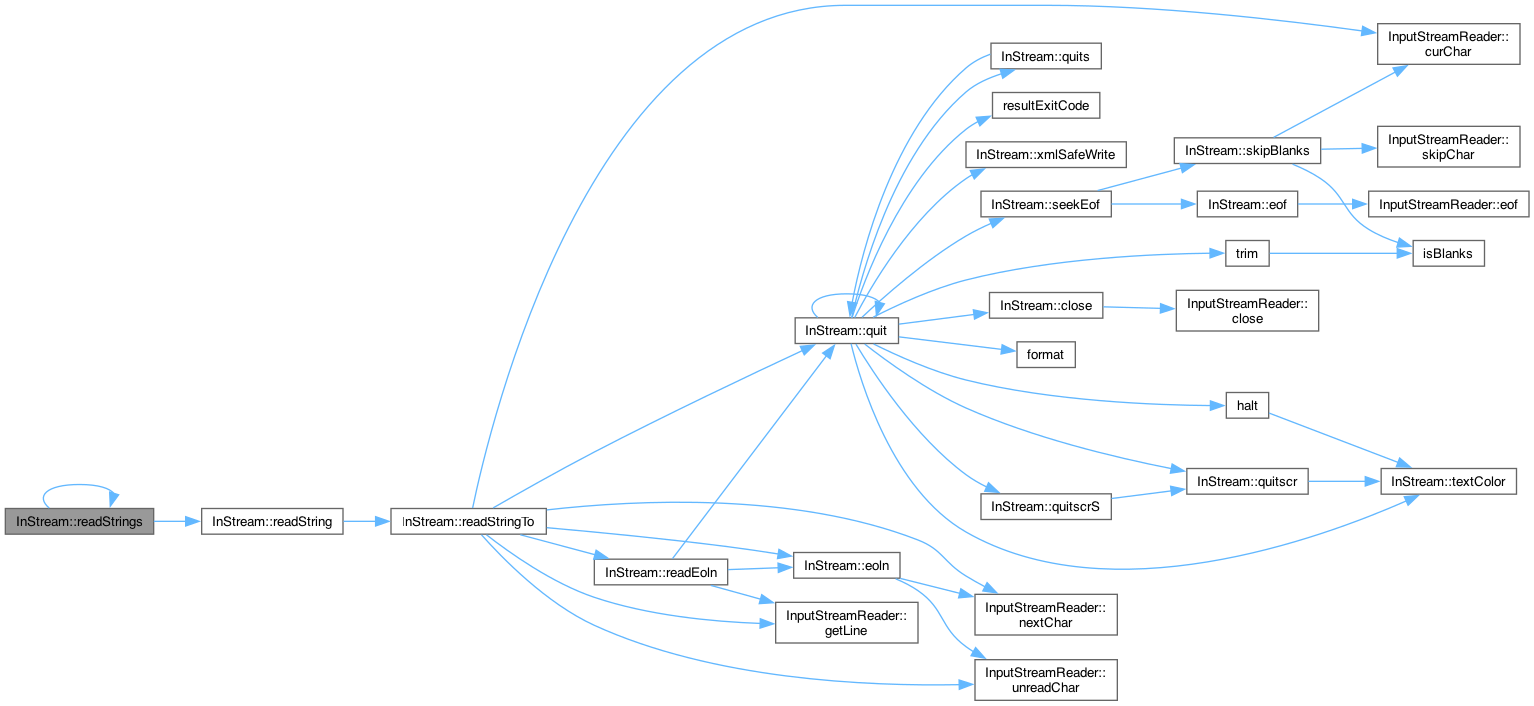 InStream::readStrings
InStream::readString
InStream::readStringTo
InStream::readEoln
InStream::quit
InStream::quits
resultExitCode
InStream::xmlSafeWrite
InStream::seekEof
InStream::skipBlanks
InputStreamReader::
curChar
InputStreamReader::
skipChar
InStream::eof
InputStreamReader::eof
trim
isBlanks
InStream::close
InputStreamReader::
close
format
halt
InStream::quitscr
InStream::textColor
InStream::quitscrS
InStream::eoln
InputStreamReader::
getLine
InputStreamReader::
nextChar
InputStreamReader::
unreadChar